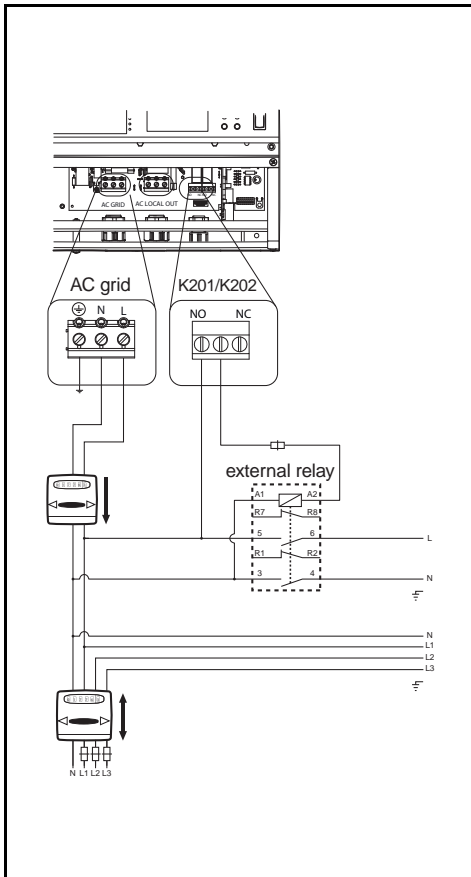 AC GRID AC LOCAL OUT
AC grid K201/K202
N L NO NC
external relay
A1 A2
R7 R8
5 6 L
R1 R2
3 4 N
N
L1
L2
L3
N L1 L2 L3